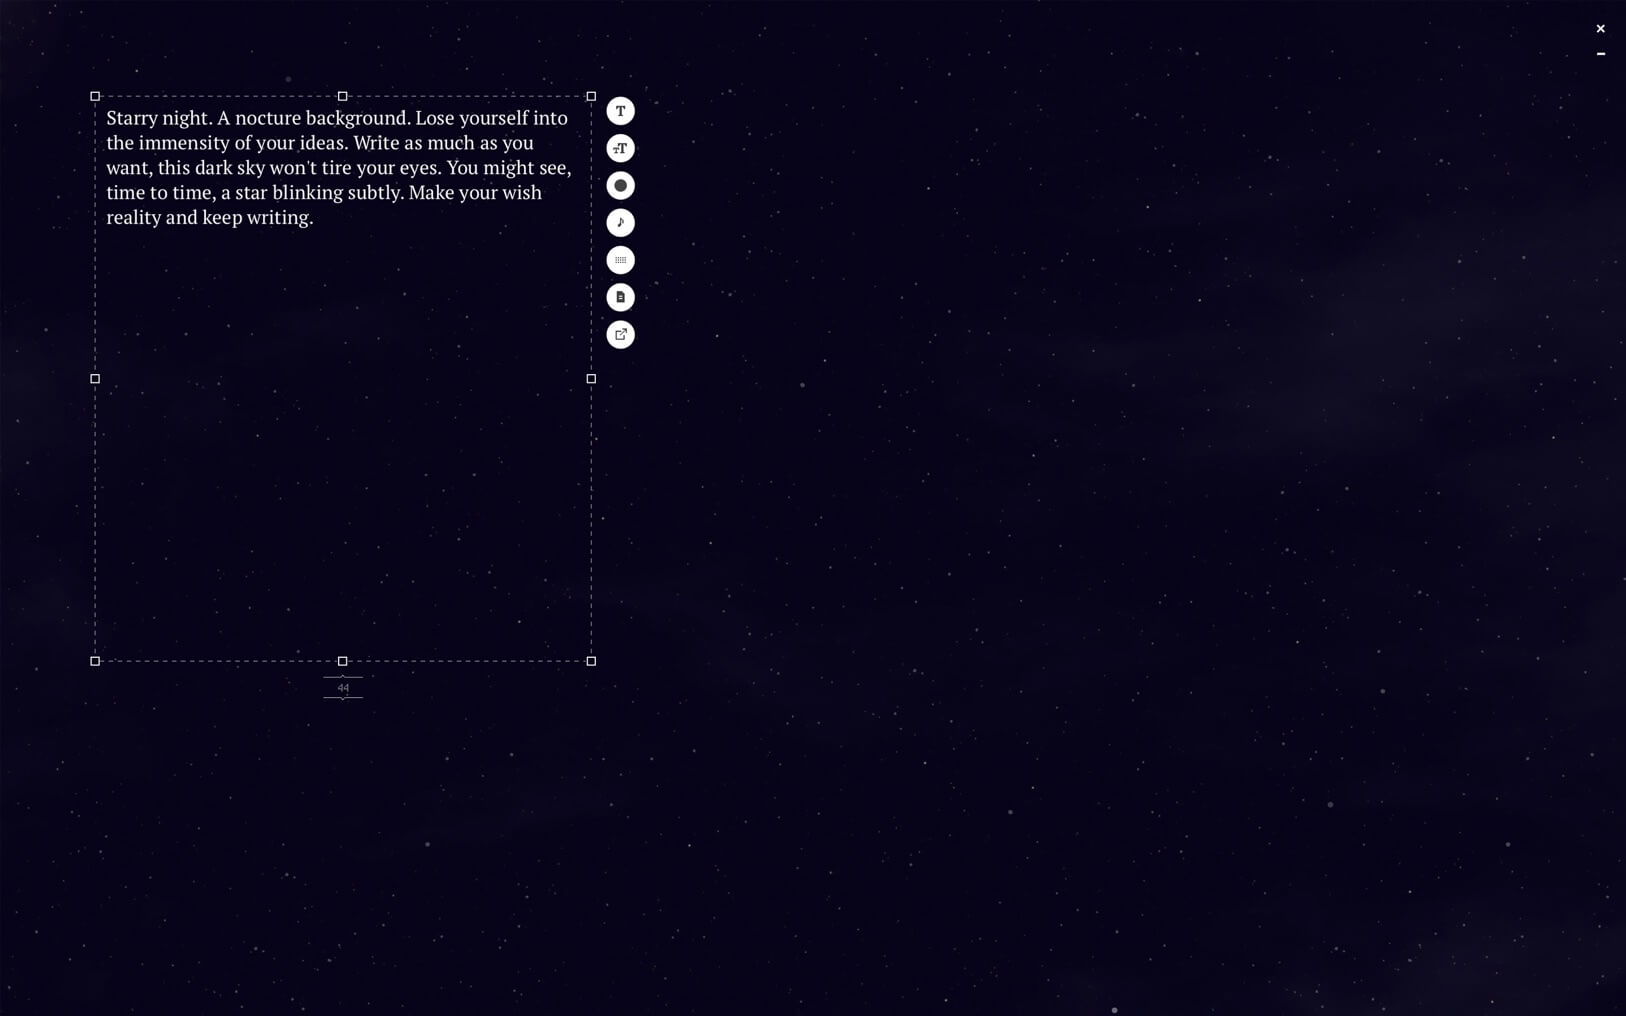 Starry night. A nocture background. Lose yourself into
the immensity of your ideas. Write as much as you
want, this dark sky won't tire your eyes. You might see,
time to time, a star blinking subtly. Make your wish
reality and keep writing.
T
TT
44